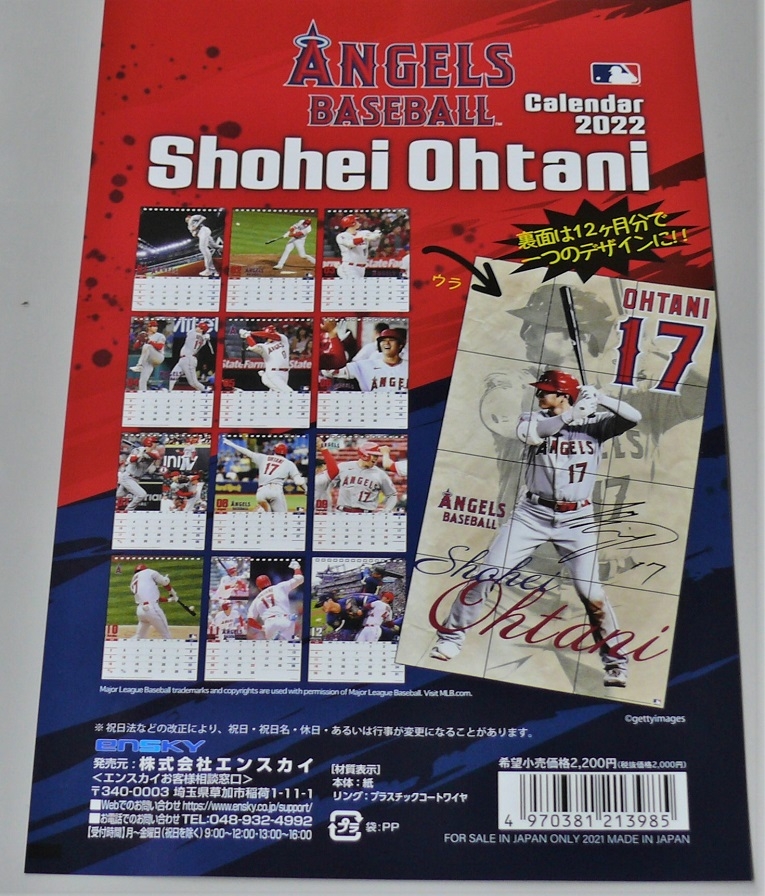 ANGELS
BASEBALL™
Calendar
2022
Shohei Ohtani
裏面は12ヶ月分で
一つのデザインに!!
ウラ
OHTANI
17
ANGELS
17
ANGELS
BASEBALL
Shohei
Ohtani
17
Major League Baseball trademarks and copyrights are used with permission of Major League Baseball. Visit MLB.com.
©gettyimages
※ 祝日法などの改正により、祝日・祝日名・休日・あるいは行事が変更になることがあります。
ENSKY
発売元:株式会社エンスカイ
<エンスカイお客様相談窓口>
〒340-0003 埼玉県草加市稲荷1-11-1
■Webでのお問い合わせ https://www.ensky.co.jp/support/
■お電話でのお問い合わせ TEL:048-932-4992
[受付時間]月~金曜日(祝日を除く) 9:00~12:00・13:00~16:00
[材質表示]
本体:紙
リング:プラスチックコートワイヤ
プラ 袋:PP
希望小売価格2,200円(税抜価格2,000円)
4 970381 213985
FOR SALE IN JAPAN ONLY 2021 MADE IN JAPAN